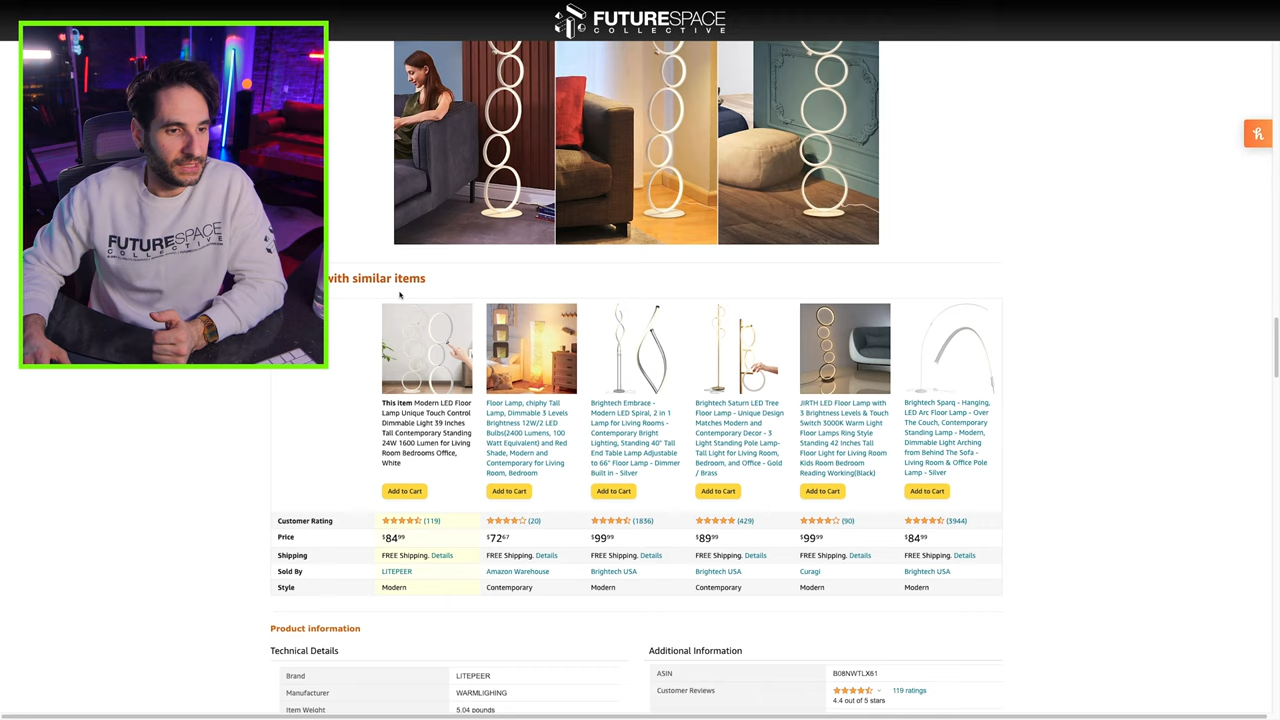 FUTURESPACE
COLLECTIVE
FUTURESPACE
with similar items
This item Modern LED Floor
Lamp Unique Touch Control
Dimmable Light 39 Inches
Tall Contemporary Standing
24W 1600 Lumen for Living
Room Bedrooms Office,
White
Floor Lamp, chiphy Tall
Lamp, Dimmable 3 Levels
Brightness 12W/2 LED
Bulbs(2400 Lumens, 100
Watt Equivalent) and Red
Shade, Modern and
Contemporary for Living
Room, Bedroom
Brightech Embrace -
Modern LED Spiral, 2 in 1
Lamp for Living Rooms -
Contemporary Bright
Lighting, Standing 40" Tall
End Table Lamp Adjustable
to 66" Floor Lamp - Dimmer
Built in - Silver
Brightech Saturn LED Tree
Floor Lamp - Unique Design
Matches Modern and
Contemporary Decor - 3
Light Standing Pole Lamp-
Tall Light for Living Room,
Bedroom, and Office - Gold
/ Brass
JIRTH LED Floor Lamp with
3 Brightness Levels & Touch
Switch 3000K Warm Light
Floor Lamps Ring Style
Standing 42 Inches Tall
Floor Light for Living Room
Kids Room Bedroom
Reading Working(Black)
Brightech Sparq - Hanging,
LED Arc Floor Lamp - Over
The Couch, Contemporary
Standing Lamp - Modern,
Dimmable Light Arching
from Behind The Sofa -
Living Room & Office Pole
Lamp - Silver
Add to Cart Add to Cart Add to Cart Add to Cart Add to Cart Add to Cart
Customer Rating (119) (20) (1836) (429) (90) (3944)
Price $8499 $7267 $9999 $8999 $9999 $8499
Shipping FREE Shipping. Details FREE Shipping. Details FREE Shipping. Details FREE Shipping. Details FREE Shipping. Details FREE Shipping. Details
Sold By LITEPEER Amazon Warehouse Brightech USA Brightech USA Curagi Brightech USA
Style Modern Contemporary Modern Contemporary Modern Modern
Product information
Technical Details
Brand LITEPEER
Manufacturer WARMLIGHING
Item Weight 5.04 pounds
Additional Information
ASIN B08NWTLX61
Customer Reviews 119 ratings
4.4 out of 5 stars